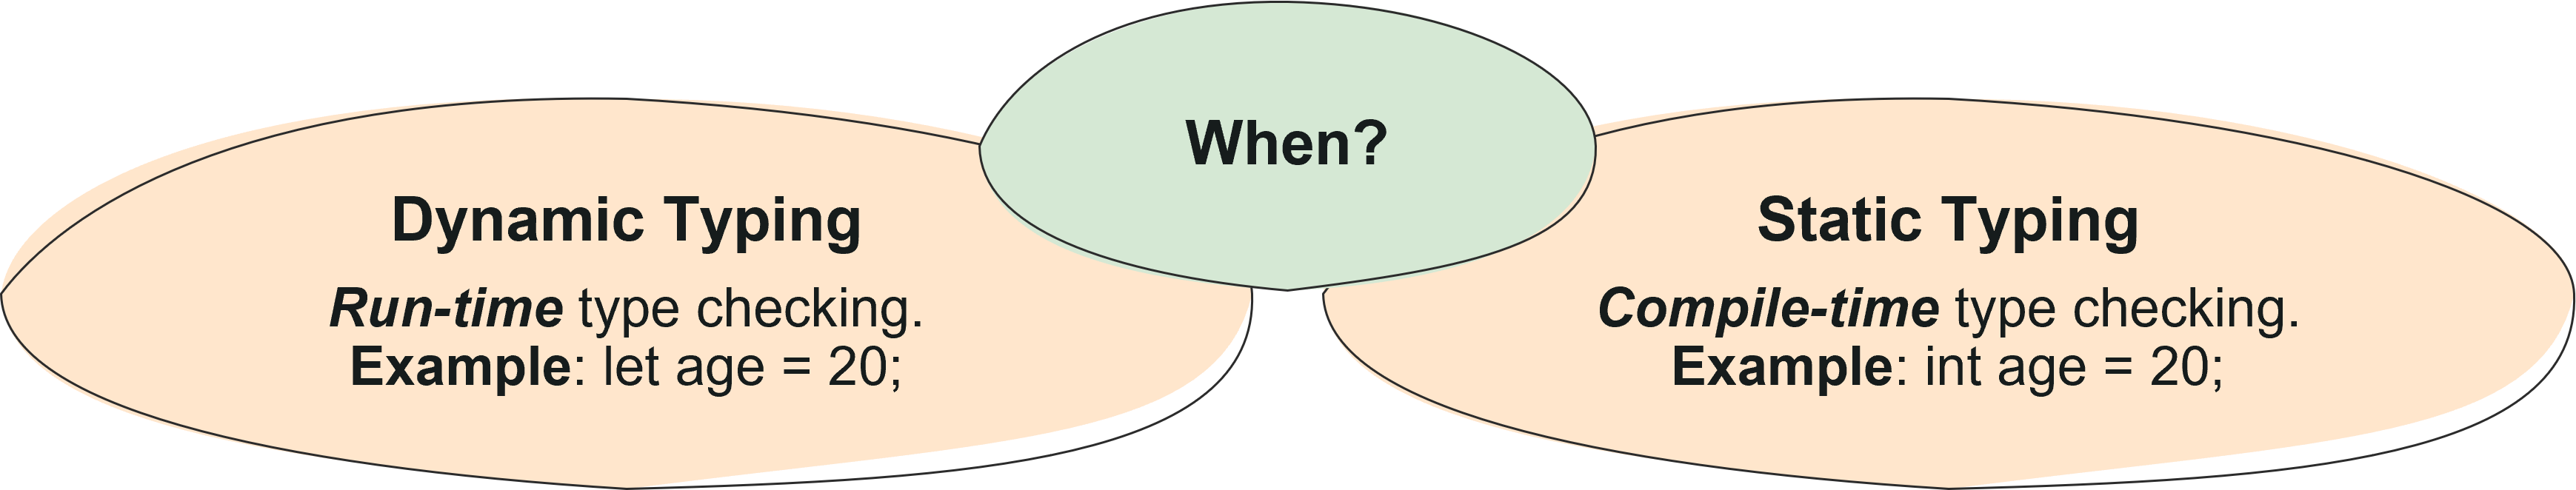 When?
Dynamic Typing
Run-time type checking.
Example: let age = 20;
Static Typing
Compile-time type checking.
Example: int age = 20;